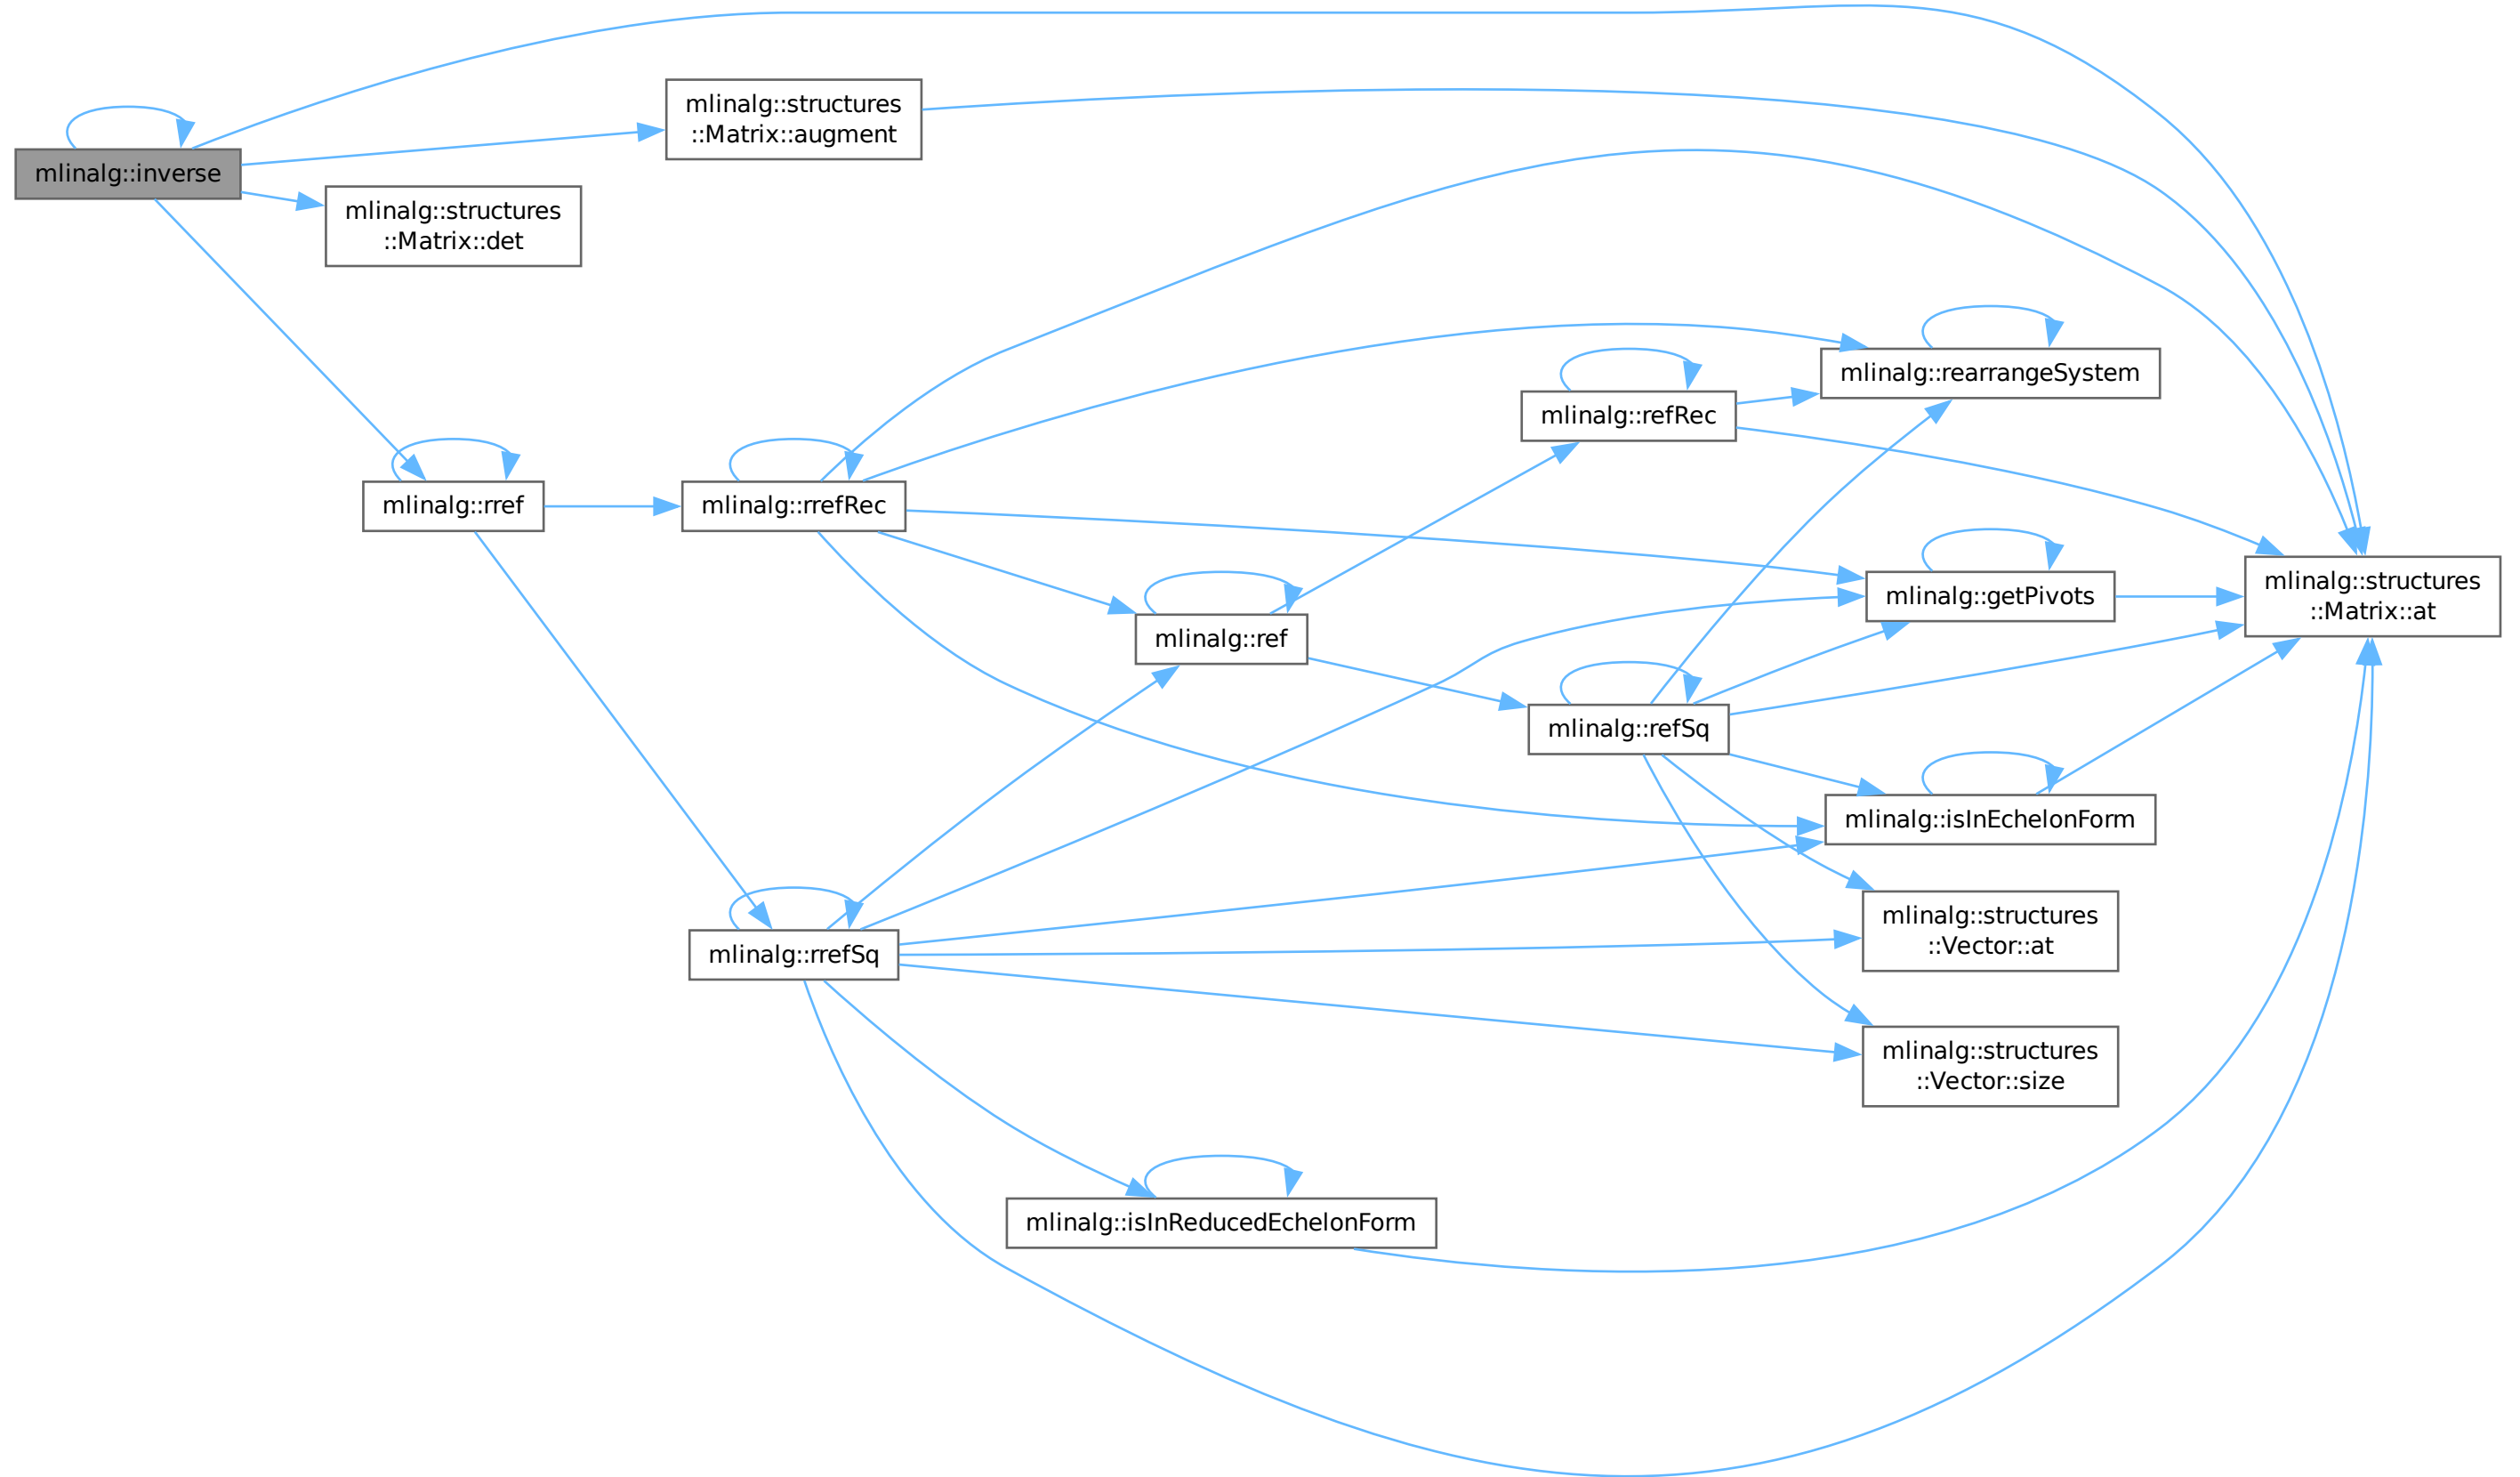 mlinalg::structures
::Matrix::augment
mlinalg::inverse
mlinalg::structures
::Matrix::det
mlinalg::rearrangeSystem
mlinalg::refRec
mlinalg::rref
mlinalg::rrefRec
mlinalg::getPivots
mlinalg::structures
::Matrix::at
mlinalg::ref
mlinalg::refSq
mlinalg::isInEchelonForm
mlinalg::structures
::Vector::at
mlinalg::rrefSq
mlinalg::structures
::Vector::size
mlinalg::isInReducedEchelonForm